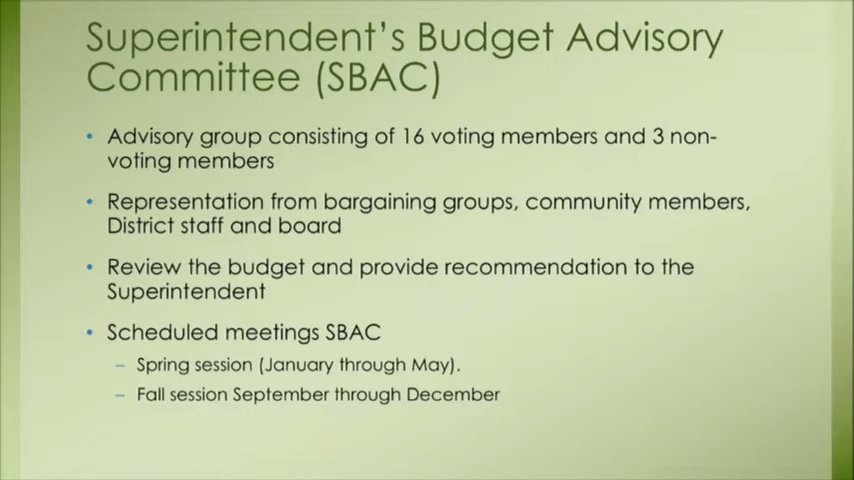 Superintendent's Budget Advisory
Committee (SBAC)
• Advisory group consisting of 16 voting members and 3 non-
voting members
• Representation from bargaining groups, community members,
District staff and board
• Review the budget and provide recommendation to the
Superintendent
• Scheduled meetings SBAC
– Spring session (January through May).
– Fall session September through December